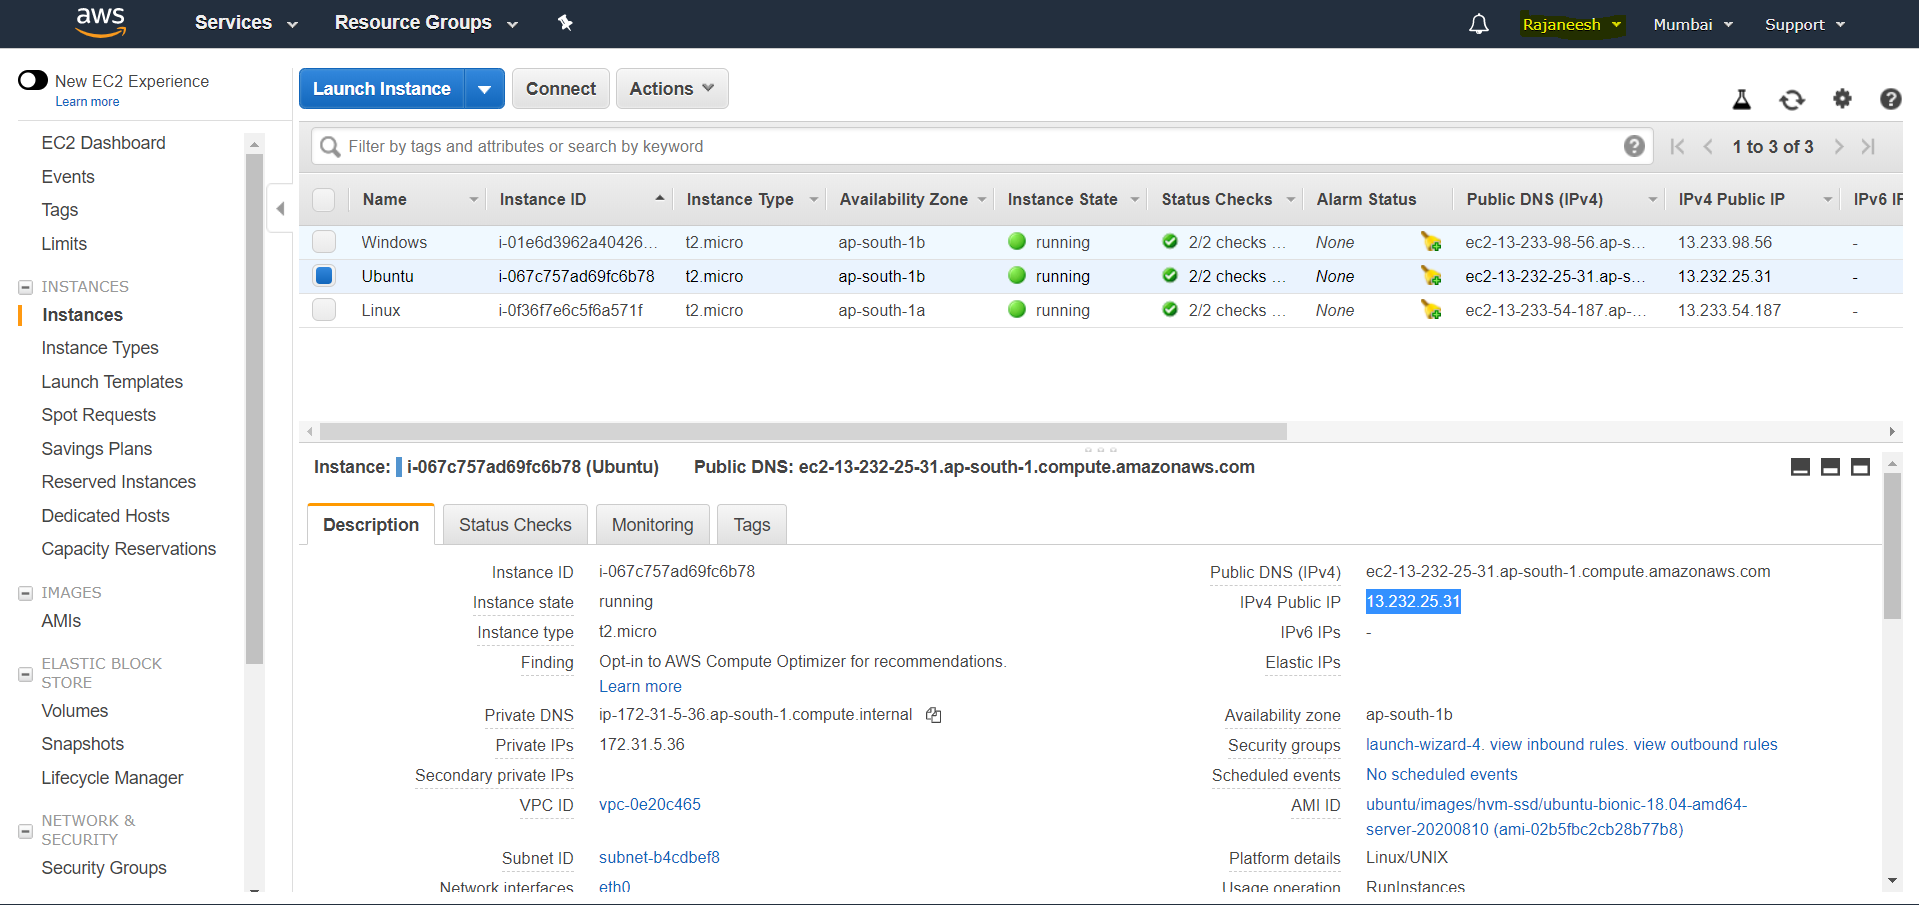 aws Services Resource Groups Rajaneesh Mumbai Support
New EC2 Experience
Learn more
EC2 Dashboard
Events
Tags
Limits
INSTANCES
Instances
Instance Types
Launch Templates
Spot Requests
Savings Plans
Reserved Instances
Dedicated Hosts
Capacity Reservations
IMAGES
AMIs
ELASTIC BLOCK
STORE
Volumes
Snapshots
Lifecycle Manager
NETWORK &
SECURITY
Security Groups
Launch Instance Connect Actions
Filter by tags and attributes or search by keyword 1 to 3 of 3
Name Instance ID Instance Type Availability Zone Instance State Status Checks Alarm Status Public DNS (IPv4) IPv4 Public IP IPv6 IP
Windows i-01e6d3962a40426... t2.micro ap-south-1b running 2/2 checks ... None ec2-13-233-98-56.ap-s... 13.233.98.56 -
Ubuntu i-067c757ad69fc6b78 t2.micro ap-south-1b running 2/2 checks ... None ec2-13-232-25-31.ap-s... 13.232.25.31 -
Linux i-0f36f7e6c5f6a571f t2.micro ap-south-1a running 2/2 checks ... None ec2-13-233-54-187.ap-... 13.233.54.187 -
Instance: i-067c757ad69fc6b78 (Ubuntu) Public DNS: ec2-13-232-25-31.ap-south-1.compute.amazonaws.com
Description Status Checks Monitoring Tags
Instance ID i-067c757ad69fc6b78 Public DNS (IPv4) ec2-13-232-25-31.ap-south-1.compute.amazonaws.com
Instance state running IPv4 Public IP 13.232.25.31
Instance type t2.micro IPv6 IPs -
Finding Opt-in to AWS Compute Optimizer for recommendations. Elastic IPs
Learn more
Private DNS ip-172-31-5-36.ap-south-1.compute.internal Availability zone ap-south-1b
Private IPs 172.31.5.36 Security groups launch-wizard-4. view inbound rules. view outbound rules
Secondary private IPs Scheduled events No scheduled events
VPC ID vpc-0e20c465 AMI ID ubuntu/images/hvm-ssd/ubuntu-bionic-18.04-amd64-
server-20200810 (ami-02b5fbc2cb28b77b8)
Subnet ID subnet-b4cdbef8 Platform details Linux/UNIX
Network interfaces eth0 Usage operation RunInstances